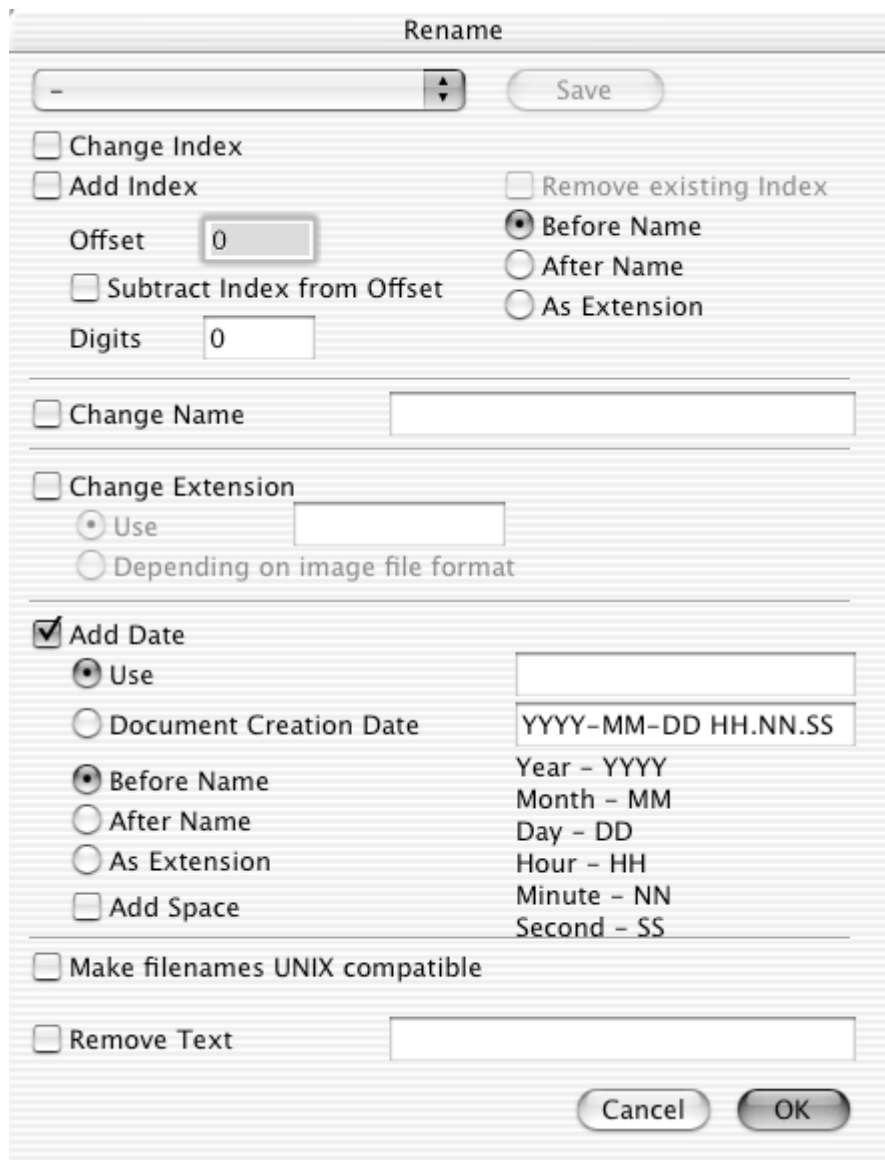 Rename
– Save
Change Index
Add Index Remove existing Index
Offset 0 Before Name
After Name
Subtract Index from Offset
As Extension
Digits 0
Change Name
Change Extension
Use
Depending on image file format
Add Date
Use
Document Creation Date YYYY–MM–DD HH.NN.SS
Before Name Year – YYYY
Month – MM
After Name Day – DD
As Extension Hour – HH
Minute – NN
Add Space Second – SS
Make filenames UNIX compatible
Remove Text
Cancel OK